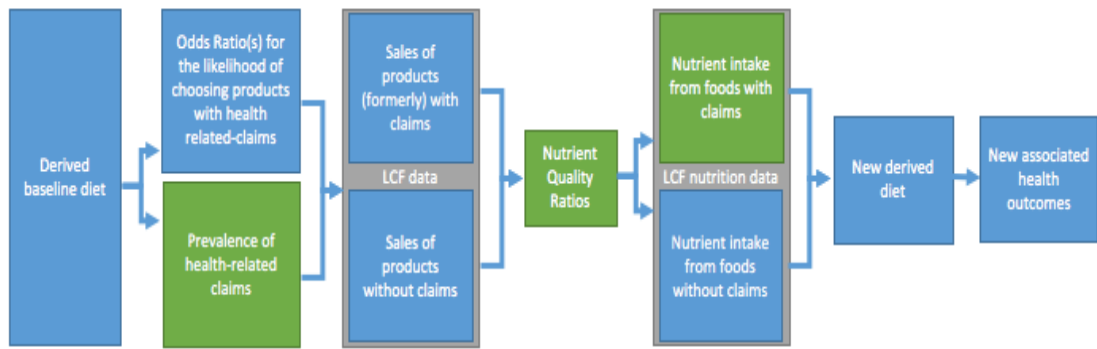 Derived
baseline diet
Odds Ratio(s) for
the likelihood of
choosing products
with health
related-claims
Prevalence of
health-related
claims
Sales of
products
(formerly) with
claims
LCF data
Sales of
products
without claims
Nutrient
Quality
Ratios
Nutrient intake
from foods with
claims
LCF nutrition data
Nutrient intake
from foods
without claims
New derived
diet
New associated
health
outcomes